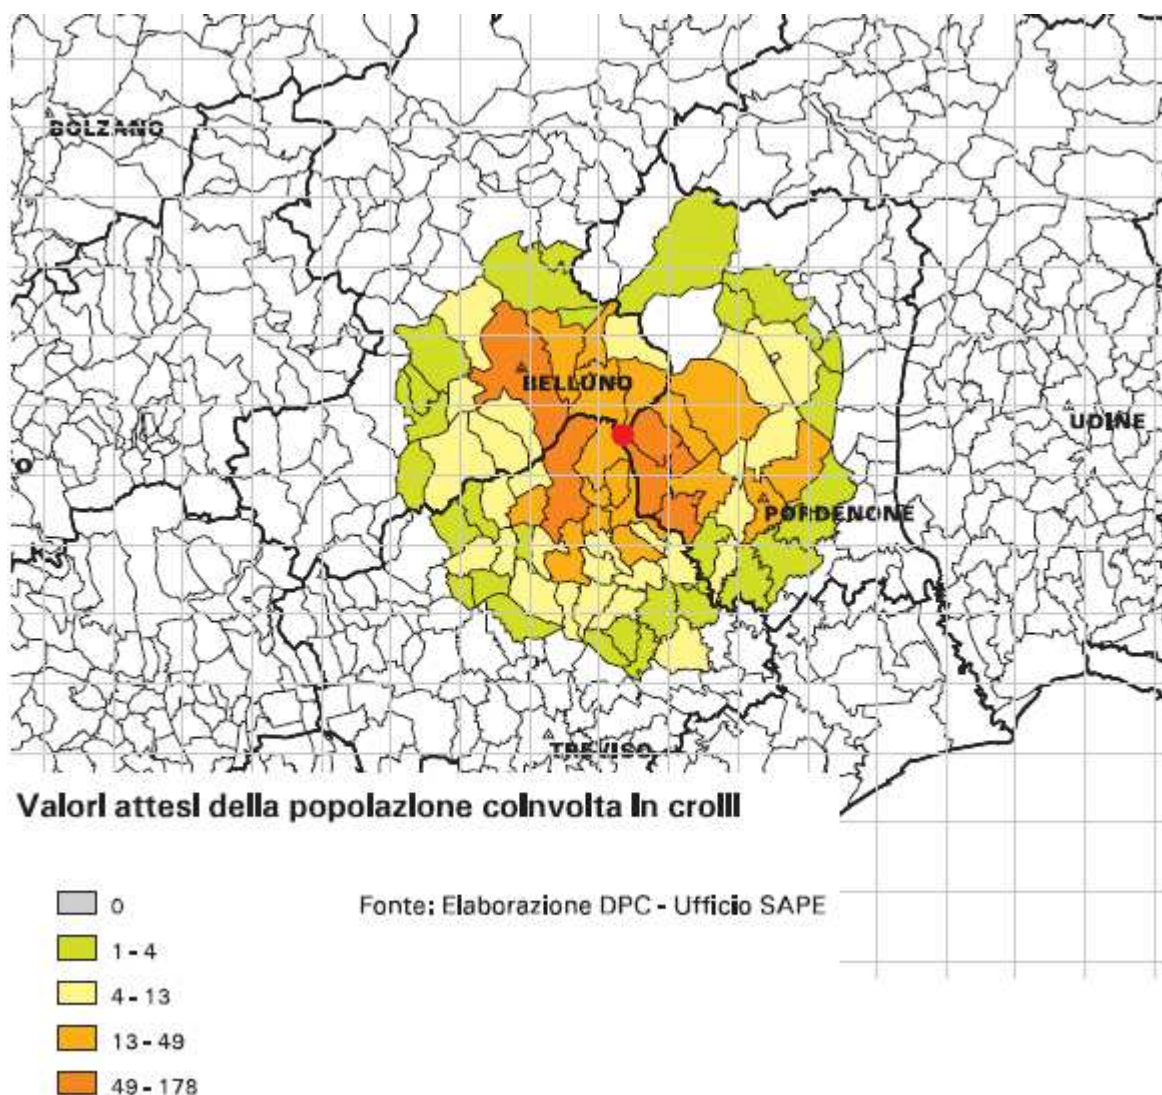 BOLZANO
BELLUNO
UDINE
o
PORDENONE
TREVISO
Valori attesi della popolazione coinvolta in crolli
0
Fonte: Elaborazione DPC - Ufficio SAPE
1 - 4
4 - 13
13 - 49
49 - 178